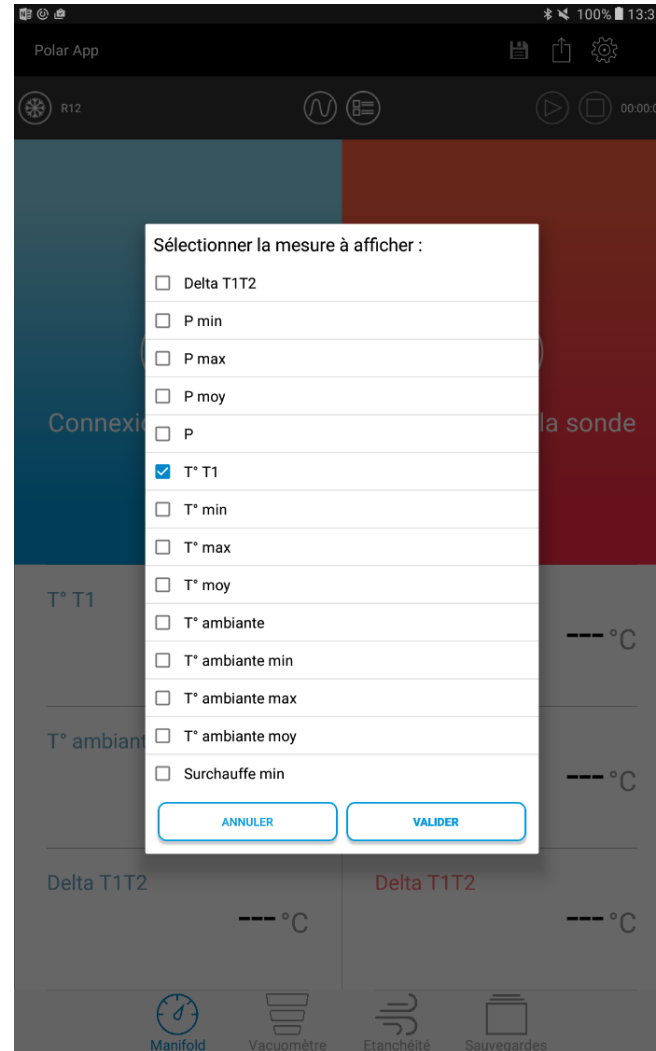 100% 13:3
Polar App
R12
00:00:0
Sélectionner la mesure à afficher :
Delta T1T2
P min
P max
P moy
P
T° T1
T° min
T° max
T° moy
T° ambiante
T° ambiante min
T° ambiante max
T° ambiante moy
Surchauffe min
ANNULER VALIDER
Connexi la sonde
T° T1
--- °C
T° ambiant
--- °C
Delta T1T2 Delta T1T2
--- °C --- °C
Manifold Vacuomètre Etanchéité Sauvegardes